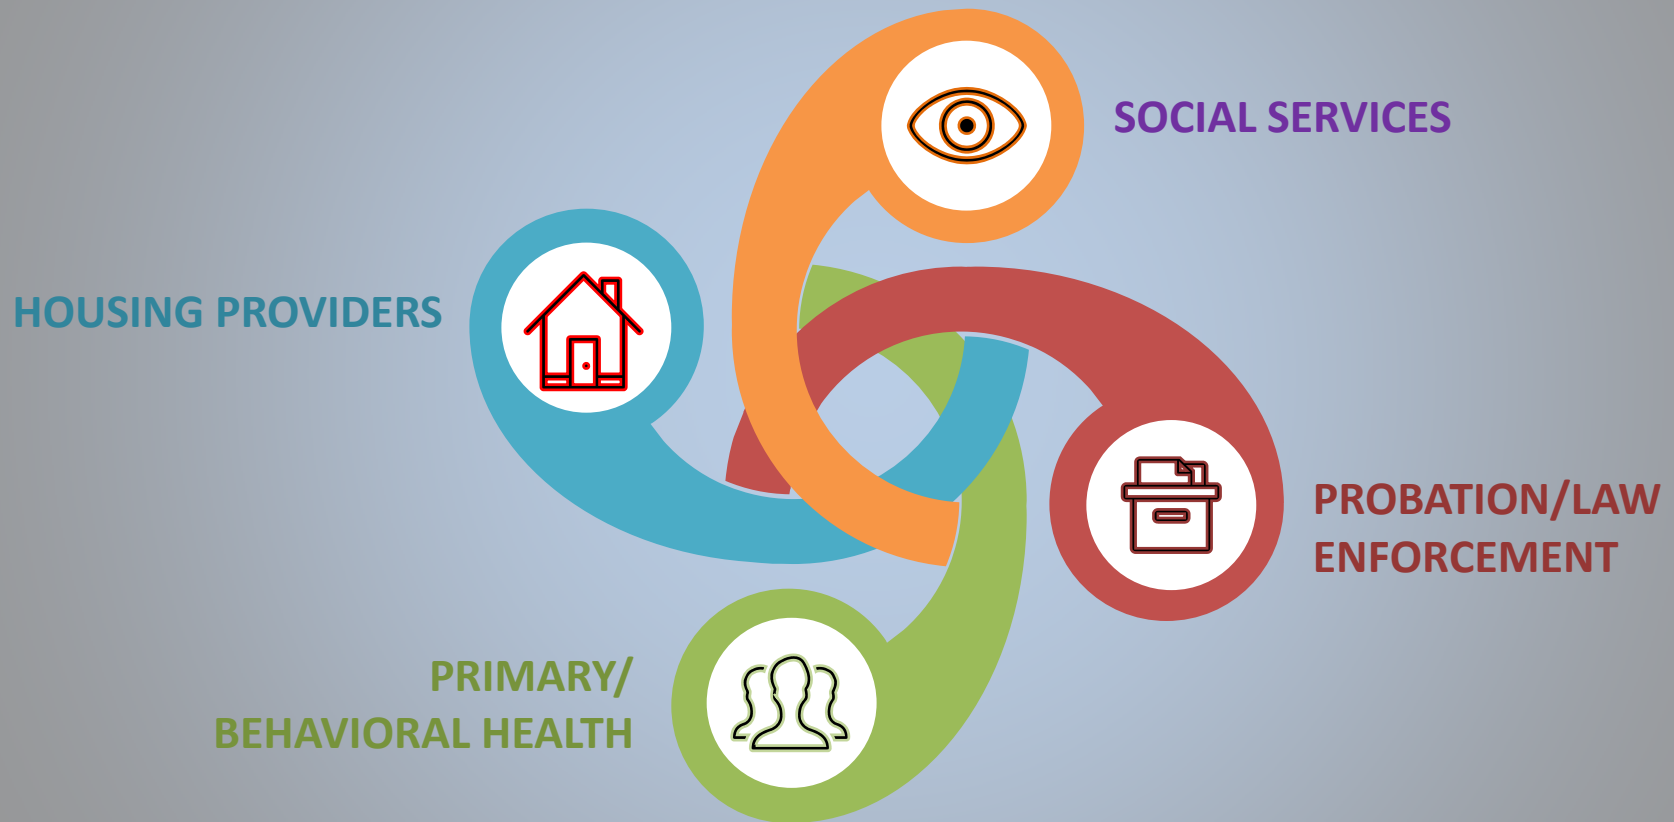 SOCIAL SERVICES
HOUSING PROVIDERS
PROBATION/LAW
ENFORCEMENT
PRIMARY/
BEHAVIORAL HEALTH